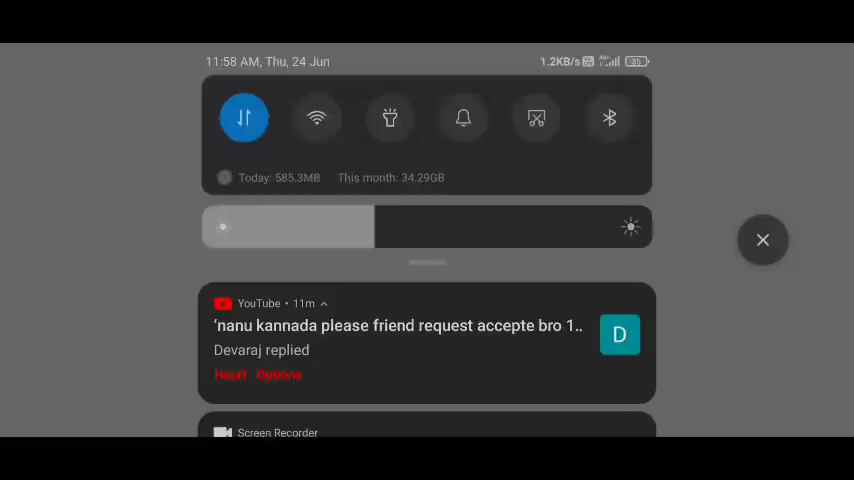 11:58 AM, Thu, 24 Jun
1.2KB/s 85
Today: 585.3MB This month: 34.29GB
YouTube • 11m
‘nanu kannada please friend request accepte bro 1..
D
Devaraj replied
Heart Options
Screen Recorder